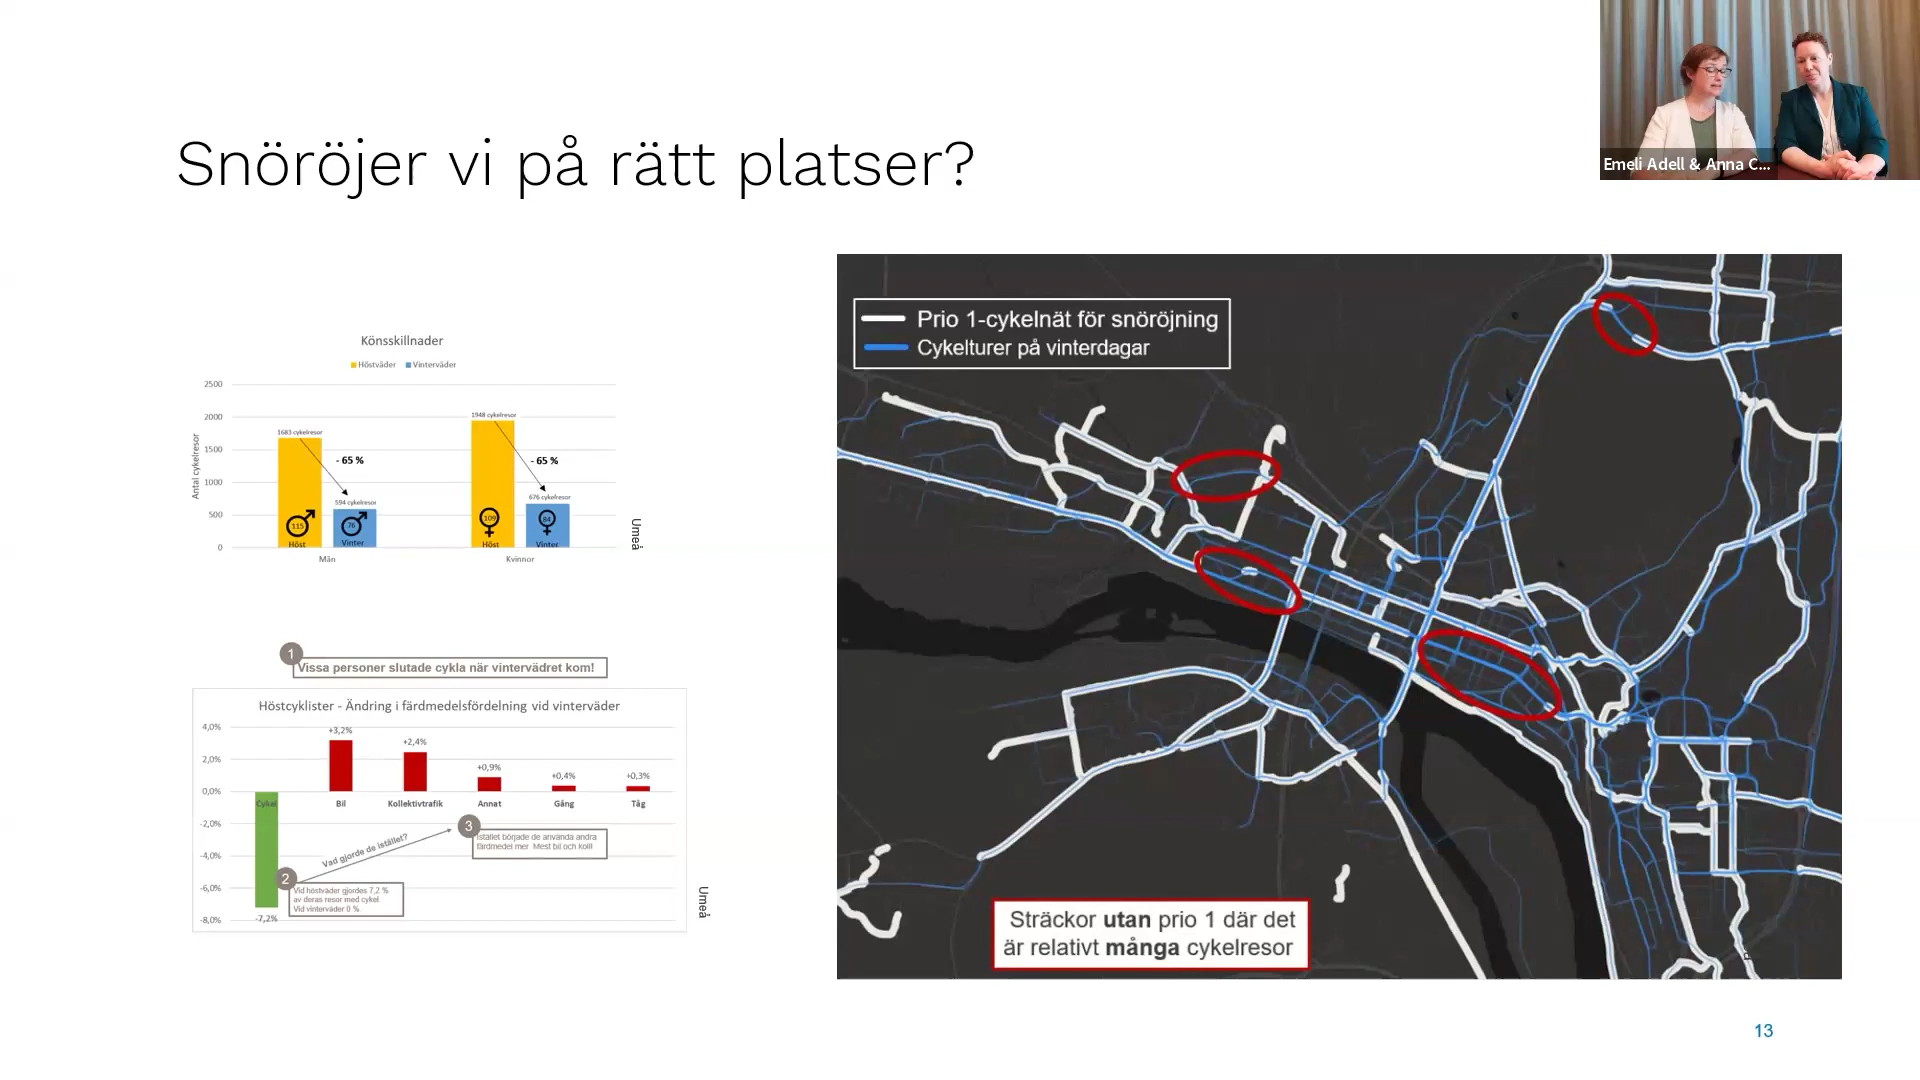 Emeli Adell & Anna C...
Snöröjer vi på rätt platser?
Könsskillnader
Höstväder
Vinterväder
2500
2000
1500
1000
500
0
Antal cykelresor
1683 cykelresor
- 65 %
594 cykelresor
115
76
Höst
Vinter
Män
1948 cykelresor
- 65 %
676 cykelresor
109
84
Höst
Vinter
Kvinnor
Umeå
1
Vissa personer slutade cykla när vintervädret kom!
Höstcyklister - Ändring i färdmedelsfördelning vid vinterväder
4,0%
2,0%
0,0%
-2,0%
-4,0%
-6,0%
-8,0%
+3,2%
+2,4%
+0,9%
+0,4%
+0,3%
Cykel
Bil
Kollektivtrafik
Annat
Gång
Tåg
-7,2%
Vad gjorde de istället?
2
Vid höstväder gjordes 7,2 %
av deras resor med cykel.
Vid vinterväder 0 %.
3
Istället började de använda andra
färdmedel mer Mest bil och koll!
Umeå
Prio 1-cykelnät för snöröjning
Cykelturer på vinterdagar
Sträckor utan prio 1 där det
är relativt många cykelresor
13